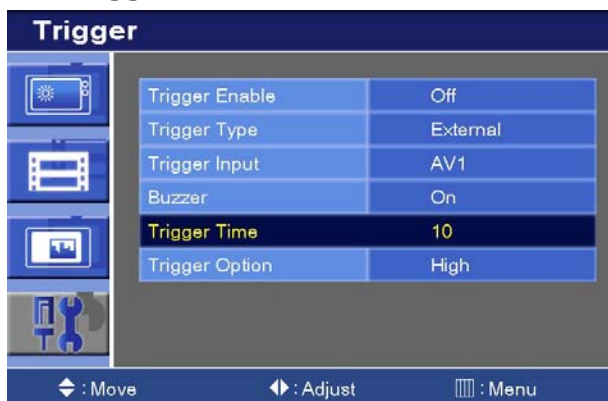 Trigger
Trigger Enable Off
Trigger Type External
Trigger Input AV1
Buzzer On
Trigger Time 10
Trigger Option High
: Move : Adjust : Menu